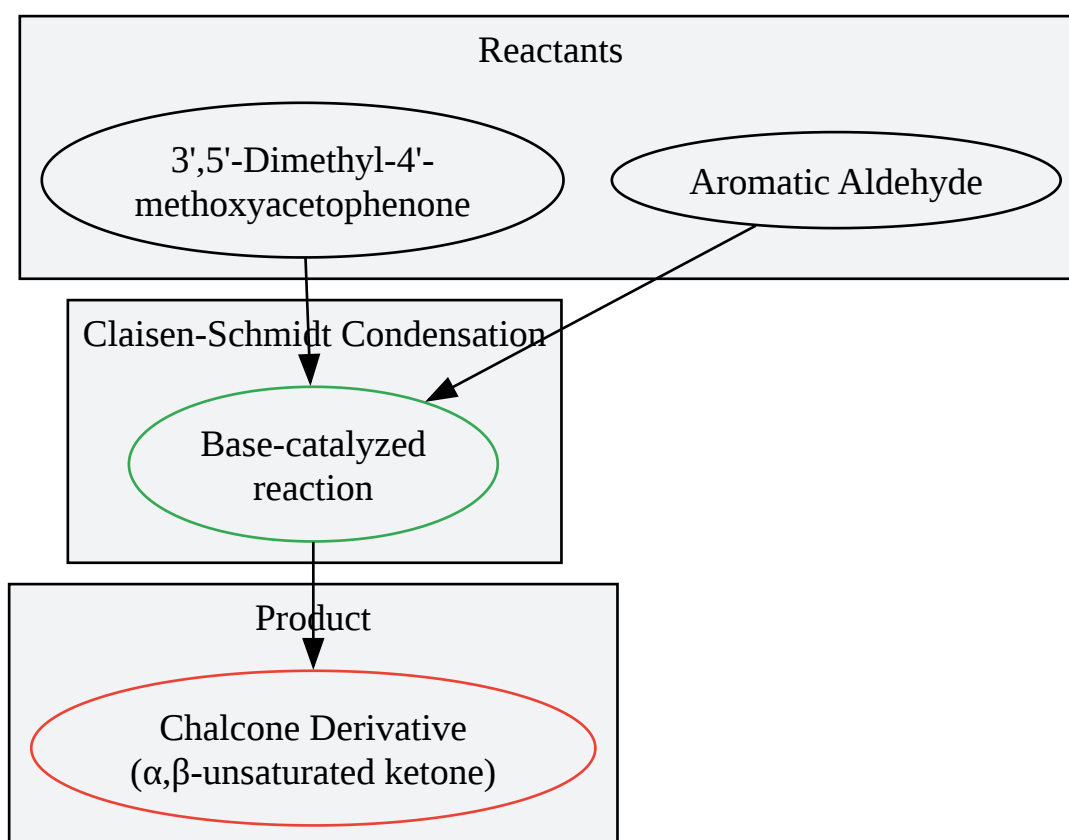 Reactants
3',5'-Dimethyl-4'-
methoxyacetophenone
Aromatic Aldehyde
Claisen-Schmidt Condensation
Base-catalyzed
reaction
Product
Chalcone Derivative
(α,β-unsaturated ketone)